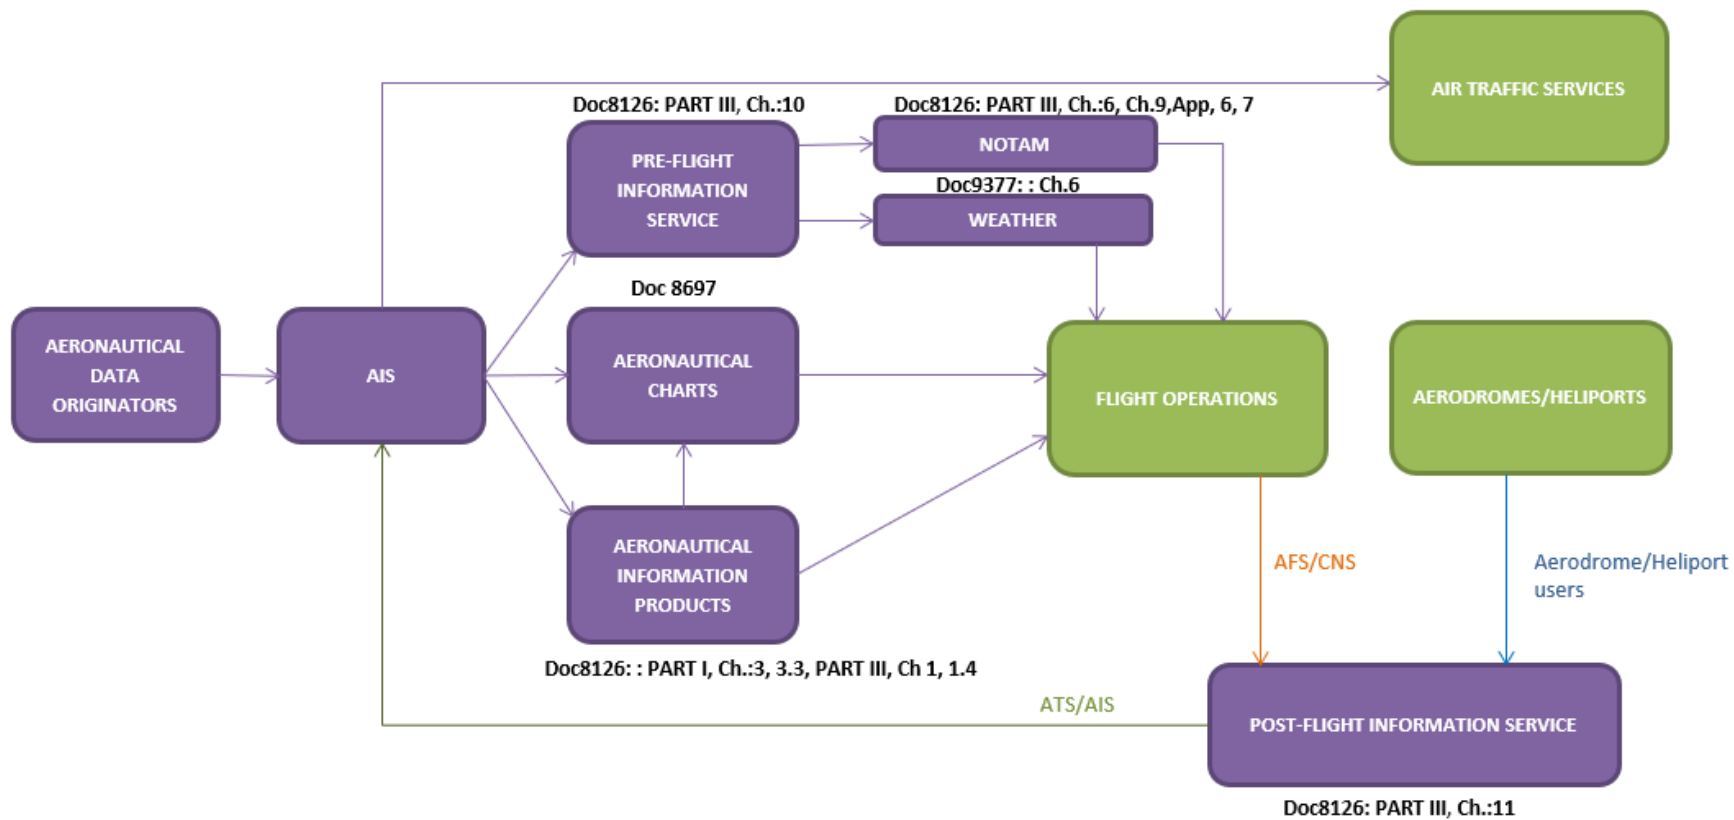 AIR TRAFFIC SERVICES
Doc8126: PART III, Ch.:10
Doc8126: PART III, Ch.:6, Ch.9,App, 6, 7
PRE-FLIGHT
INFORMATION
SERVICE
NOTAM
Doc9377: : Ch.6
WEATHER
Doc 8697
AERONAUTICAL
DATA
ORIGINATORS
AIS
AERONAUTICAL
CHARTS
FLIGHT OPERATIONS
AERODROMES/HELIPORTS
AERONAUTICAL
INFORMATION
PRODUCTS
AFS/CNS
Aerodrome/Heliport
users
Doc8126: : PART I, Ch.:3, 3.3, PART III, Ch 1, 1.4
ATS/AIS
POST-FLIGHT INFORMATION SERVICE
Doc8126: PART III, Ch.:11